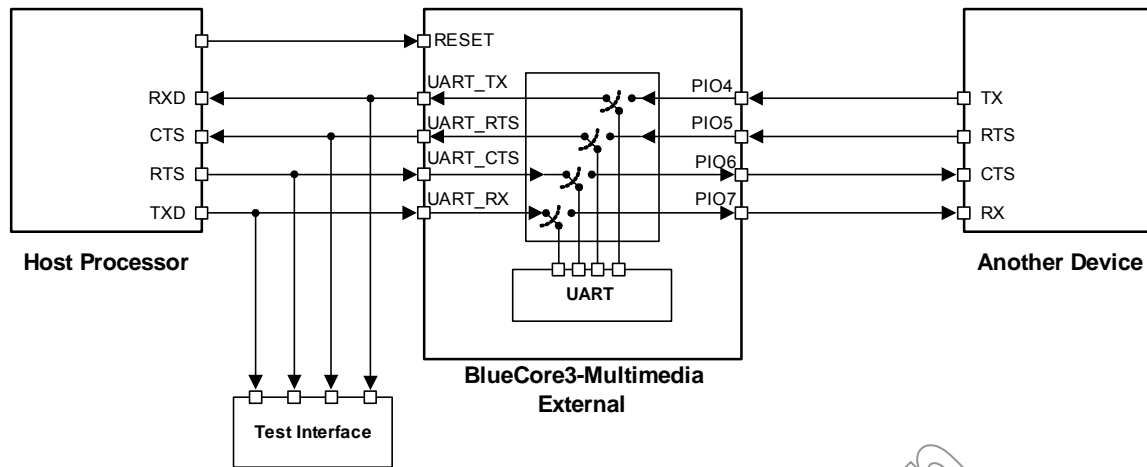 RESET
UART_TX
PIO4
RXD
TX
UART_RTS
PIO5
CTS
RTS
UART_CTS
PIO6
RTS
CTS
UART_RX
PIO7
TXD
RX
Host Processor
Another Device
UART
BlueCore3-Multimedia
External
Test Interface